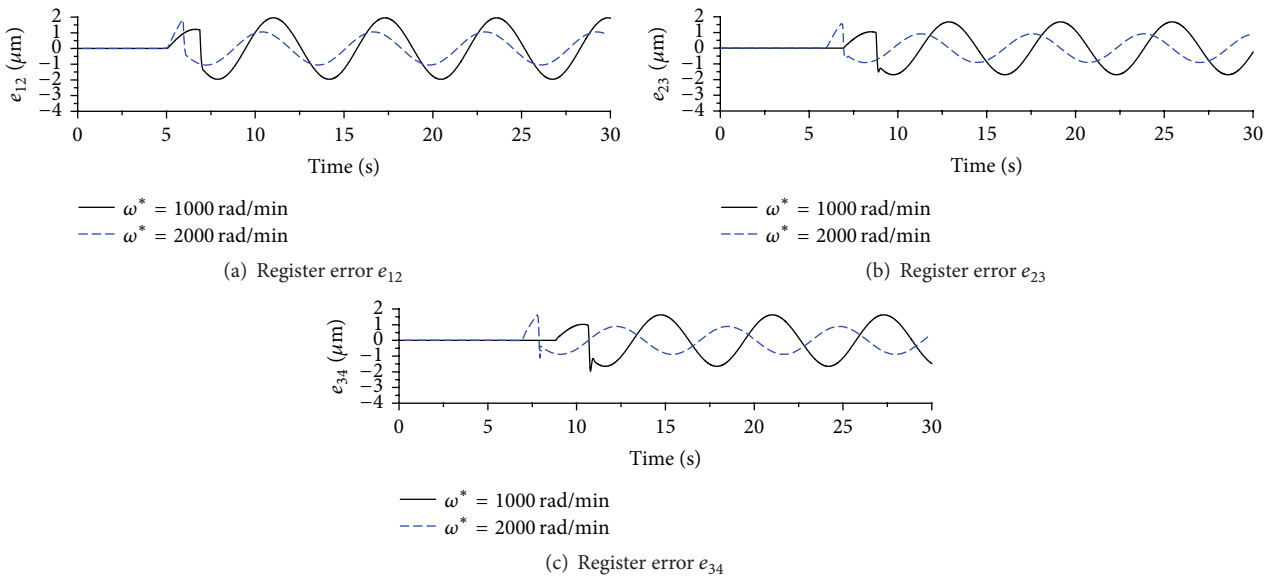 2
1
0
−1
−2
−3
−4
e12 (μm)
0 5 10 15 20 25 30
Time (s)
ω* = 1000 rad/min
ω* = 2000 rad/min
(a) Register error e12
2
1
0
−1
−2
−3
−4
e23 (μm)
0 5 10 15 20 25 30
Time (s)
ω* = 1000 rad/min
ω* = 2000 rad/min
(b) Register error e23
2
1
0
−1
−2
−3
−4
e34 (μm)
0 5 10 15 20 25 30
Time (s)
ω* = 1000 rad/min
ω* = 2000 rad/min
(c) Register error e34